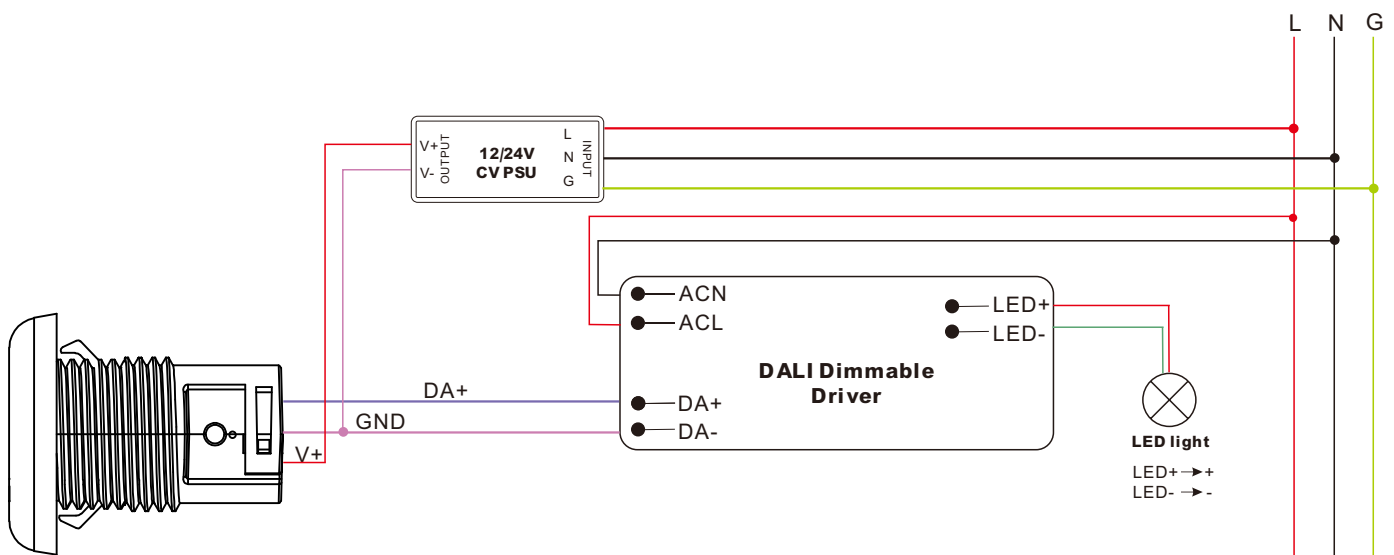 L N G
V+
V-
OUTPUT
12/24V
CV PSU
L
N
G
INPUT
ACN
ACL
LED+
LED-
DALI Dimmable
Driver
DA+
DA+
DA-
GND
V+
LED light
LED+→+
LED-→-